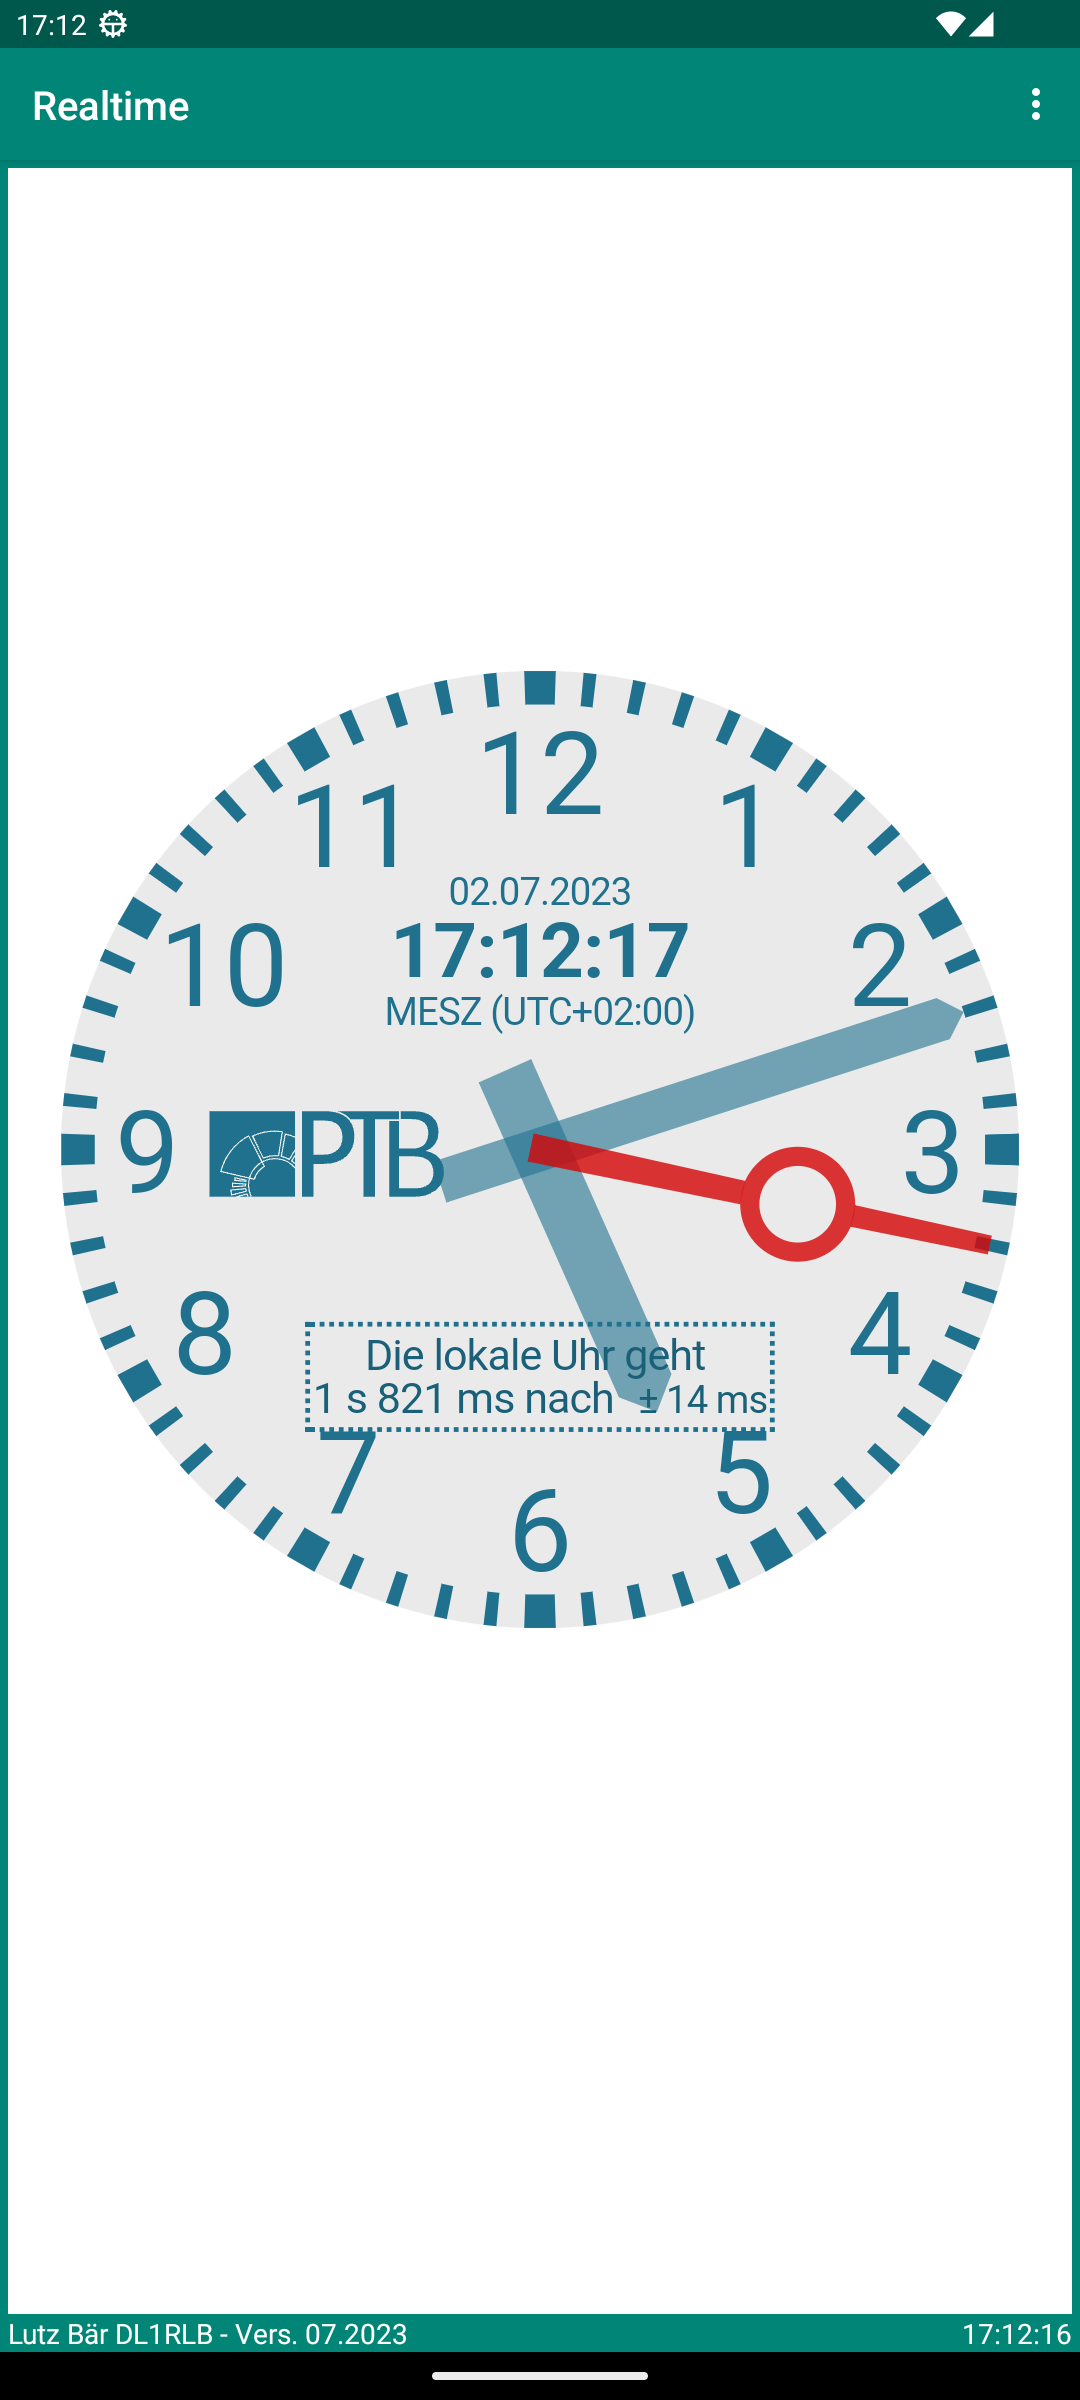 17:12
Realtime
12
11
1
02.07.2023
10
17:12:17
2
MESZ (UTC+02:00)
9
PTB
3
8
4
Die lokale Uhr geht
1 s 821 ms nach ± 14 ms
7
5
6
Lutz Bär DL1RLB - Vers. 07.2023
17:12:16